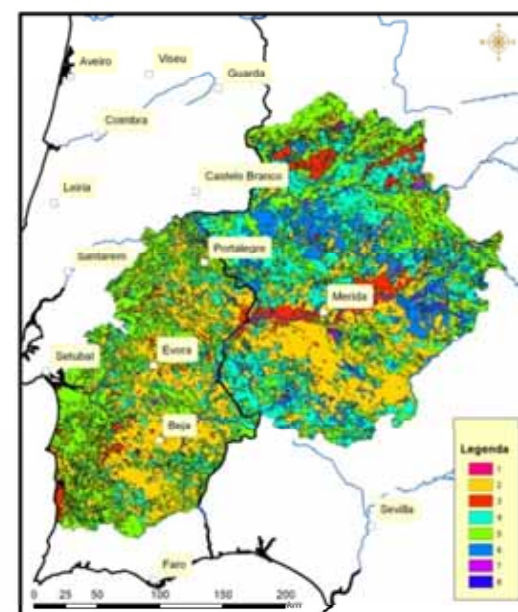 Aveiro
Viseu
Guarda
Coimbra
Castelo Branco
Leiria
Santarem
Portalegre
Merida
Setubal
Evora
Beja
Sevilla
Faro
Legenda
1
2
3
4
5
6
7
8
0 25 50 100 150 200
km